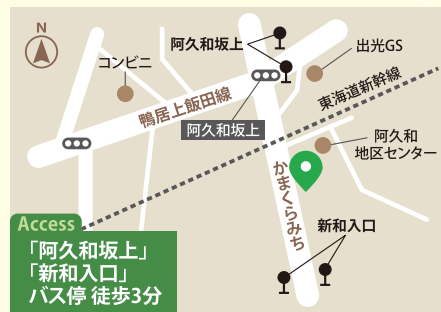 N
コンビニ
阿久和坂上
出光GS
東海道新幹線
鴨居上飯田線
阿久和坂上
阿久和
地区センター
かまくらみち
新和入口
Access
「阿久和坂上」
「新和入口」
バス停 徒歩3分